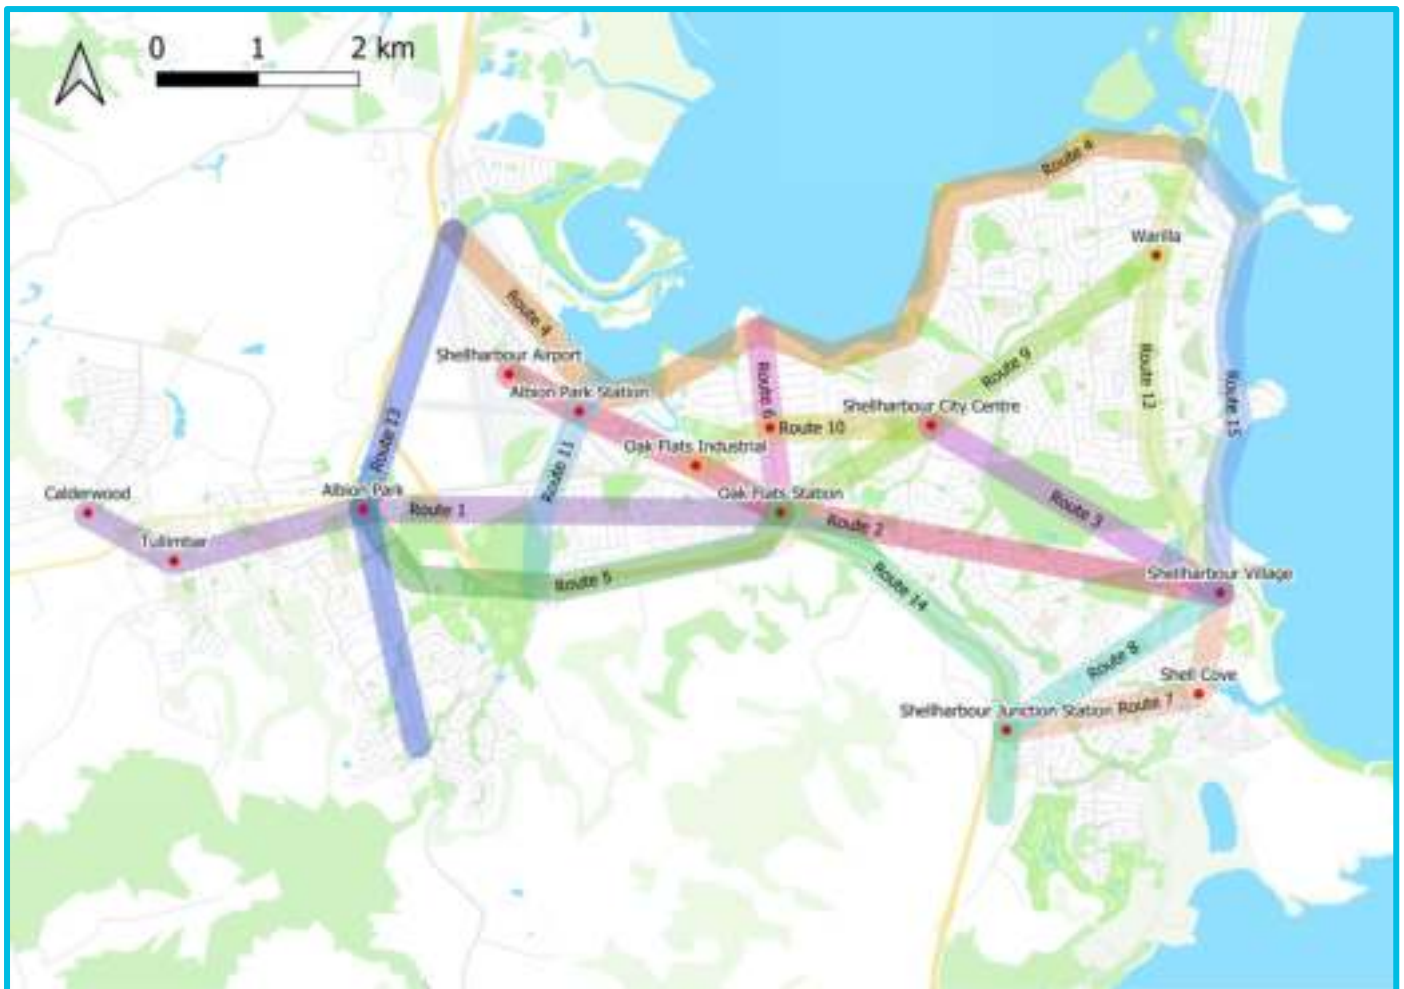 0 1 2 km
Route 4
Warilla
Route 4
Shellharbour Airport
Albion Park Station
Route 6
Route 9
Route 12
Route 15
Shellharbour City Centre
Route 10
Route 13
Route 11
Oak Flats Industrial
Calderwood
Albion Park
Oak Flats Station
Route 1
Route 2
Route 3
Tullimbar
Route 5
Route 14
Shellharbour Village
Route 8
Shell Cove
Shellharbour Junction Station
Route 7